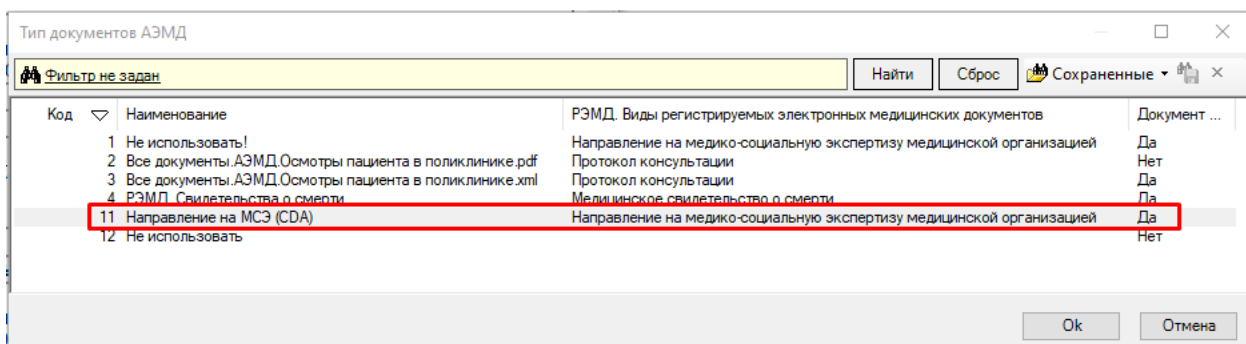 Тип документов АЭМД
Фильтр не задан Найти Сброс Сохраненные
Код Наименование РЭМД. Виды регистрируемых электронных медицинских документов Документ ...
1 Не использовать! Направление на медико-социальную экспертизу медицинской организацией Да
2 Все документы.АЭМД.Осмотры пациента в поликлинике.pdf Протокол консультации Нет
3 Все документы.АЭМД.Осмотры пациента в поликлинике.xml Протокол консультации Да
4 РЭМД. Свидетельства о смерти Медицинское свидетельство о смерти Да
11 Направление на МСЭ (CDA) Направление на медико-социальную экспертизу медицинской организацией Да
12 Не использовать Нет
Ok Отмена